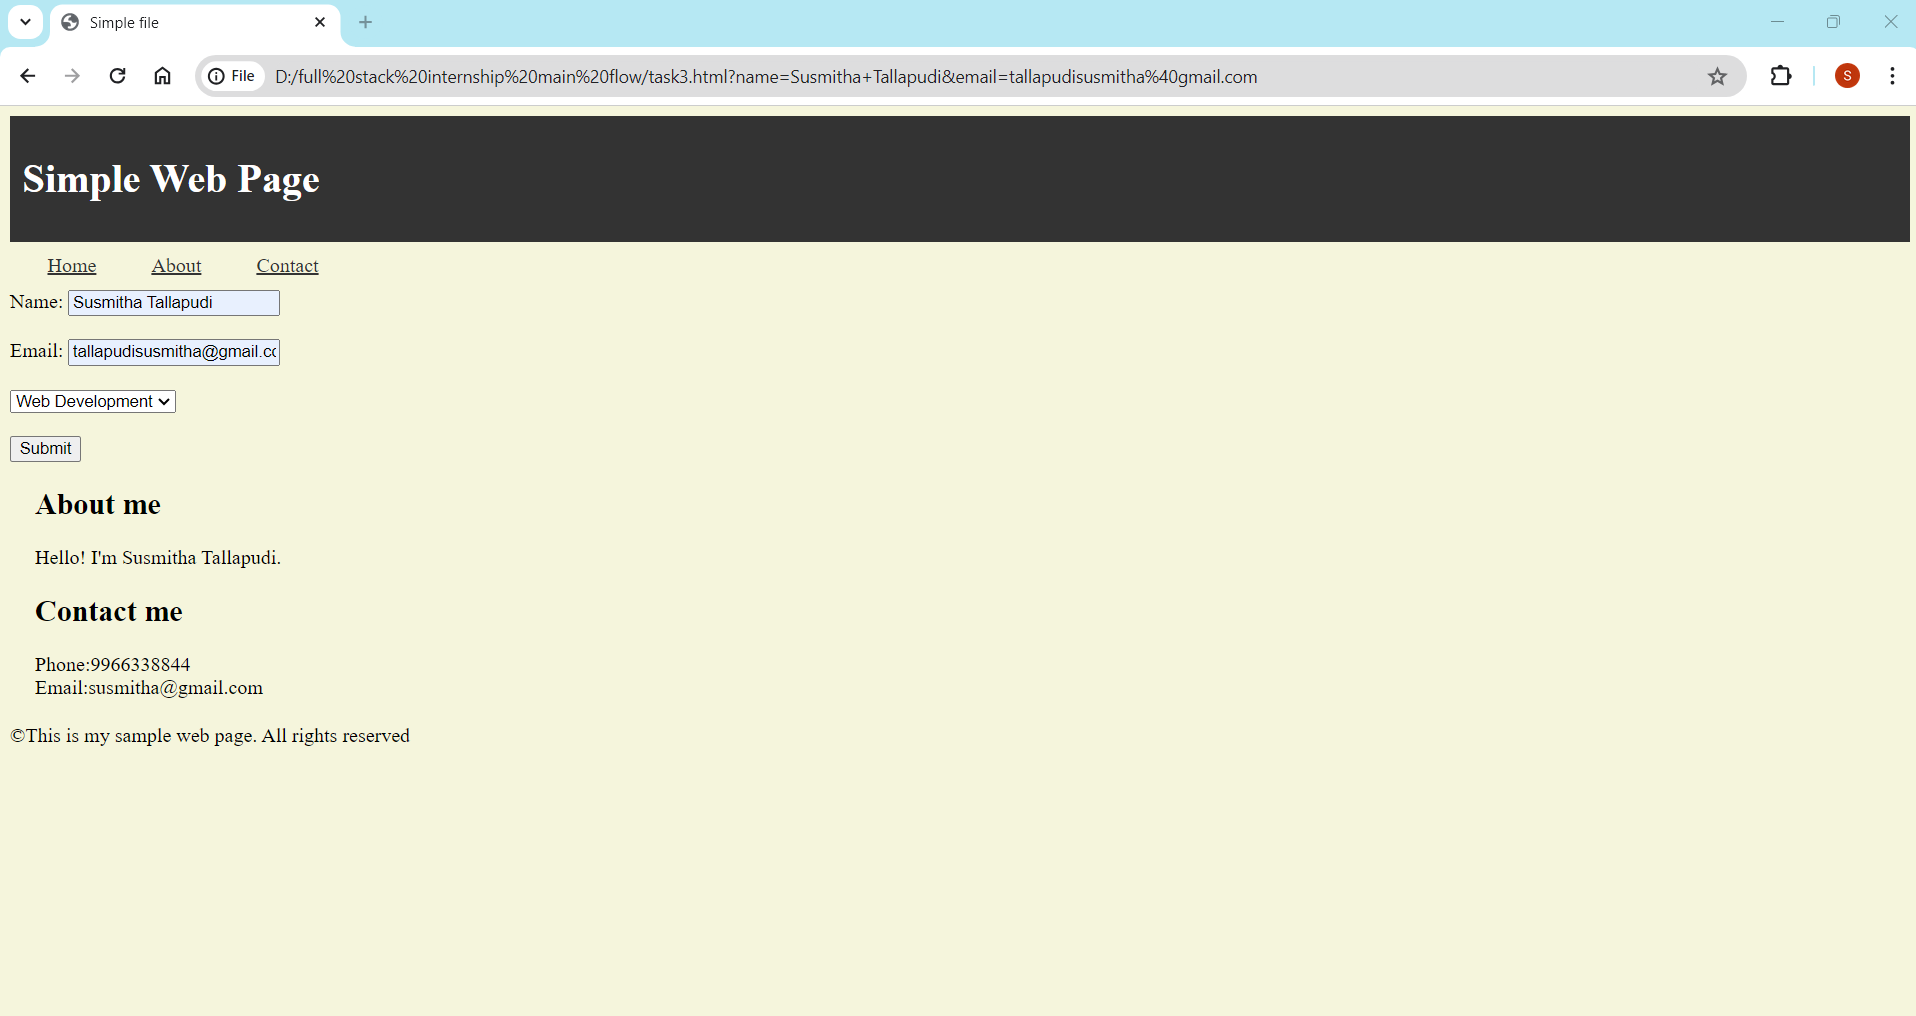 Simple file
File D:/full%20stack%20internship%20main%20flow/task3.html?name=Susmitha+Tallapudi&email=tallapudisusmitha%40gmail.com
S
Simple Web Page
Home About Contact
Name: Susmitha Tallapudi
Email: tallapudisusmitha@gmail.co
Web Development
Submit
About me
Hello! I'm Susmitha Tallapudi.
Contact me
Phone:9966338844
Email:susmitha@gmail.com
©This is my sample web page. All rights reserved